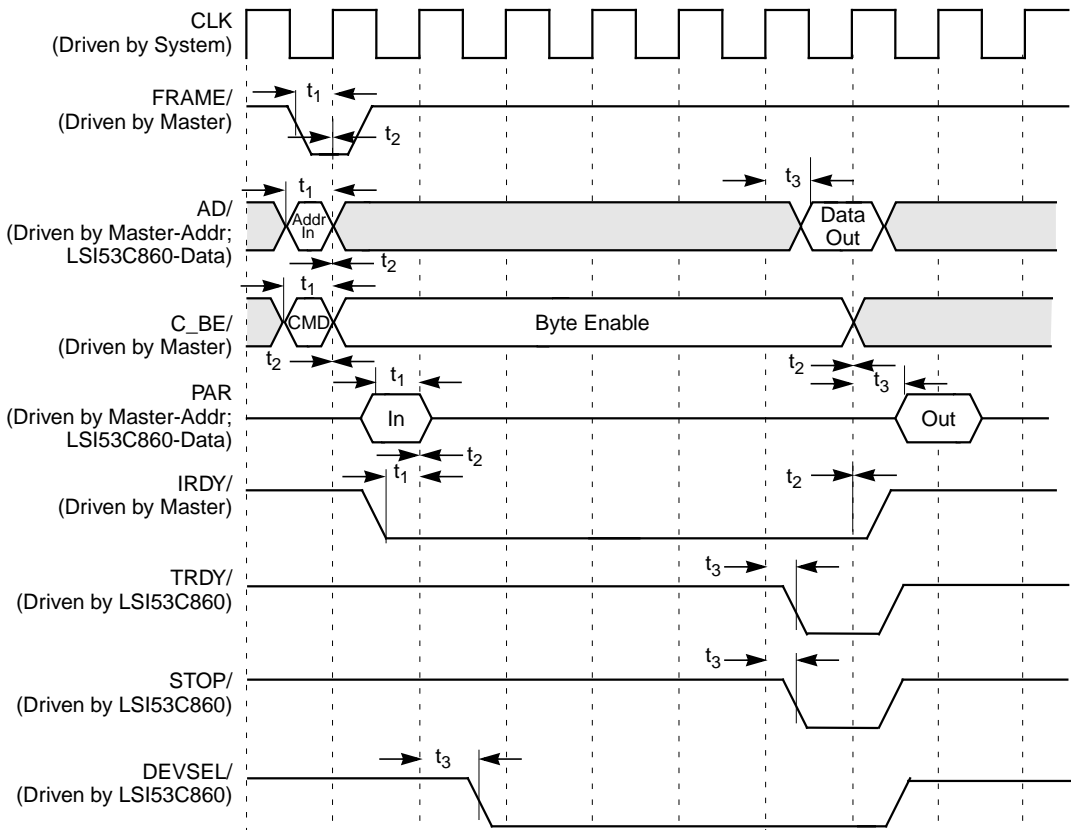 CLK
(Driven by System)
FRAME/
(Driven by Master)
t1
t2
AD/
(Driven by Master-Addr;
LSI53C860-Data)
t1
Addr
In
t2
t3
Data
Out
C_BE/
(Driven by Master)
t1
CMD
t2
Byte Enable
t2
PAR
(Driven by Master-Addr;
LSI53C860-Data)
t1
In
t2
t3
Out
IRDY/
(Driven by Master)
t1
t2
TRDY/
(Driven by LSI53C860)
t3
STOP/
(Driven by LSI53C860)
t3
DEVSEL/
(Driven by LSI53C860)
t3